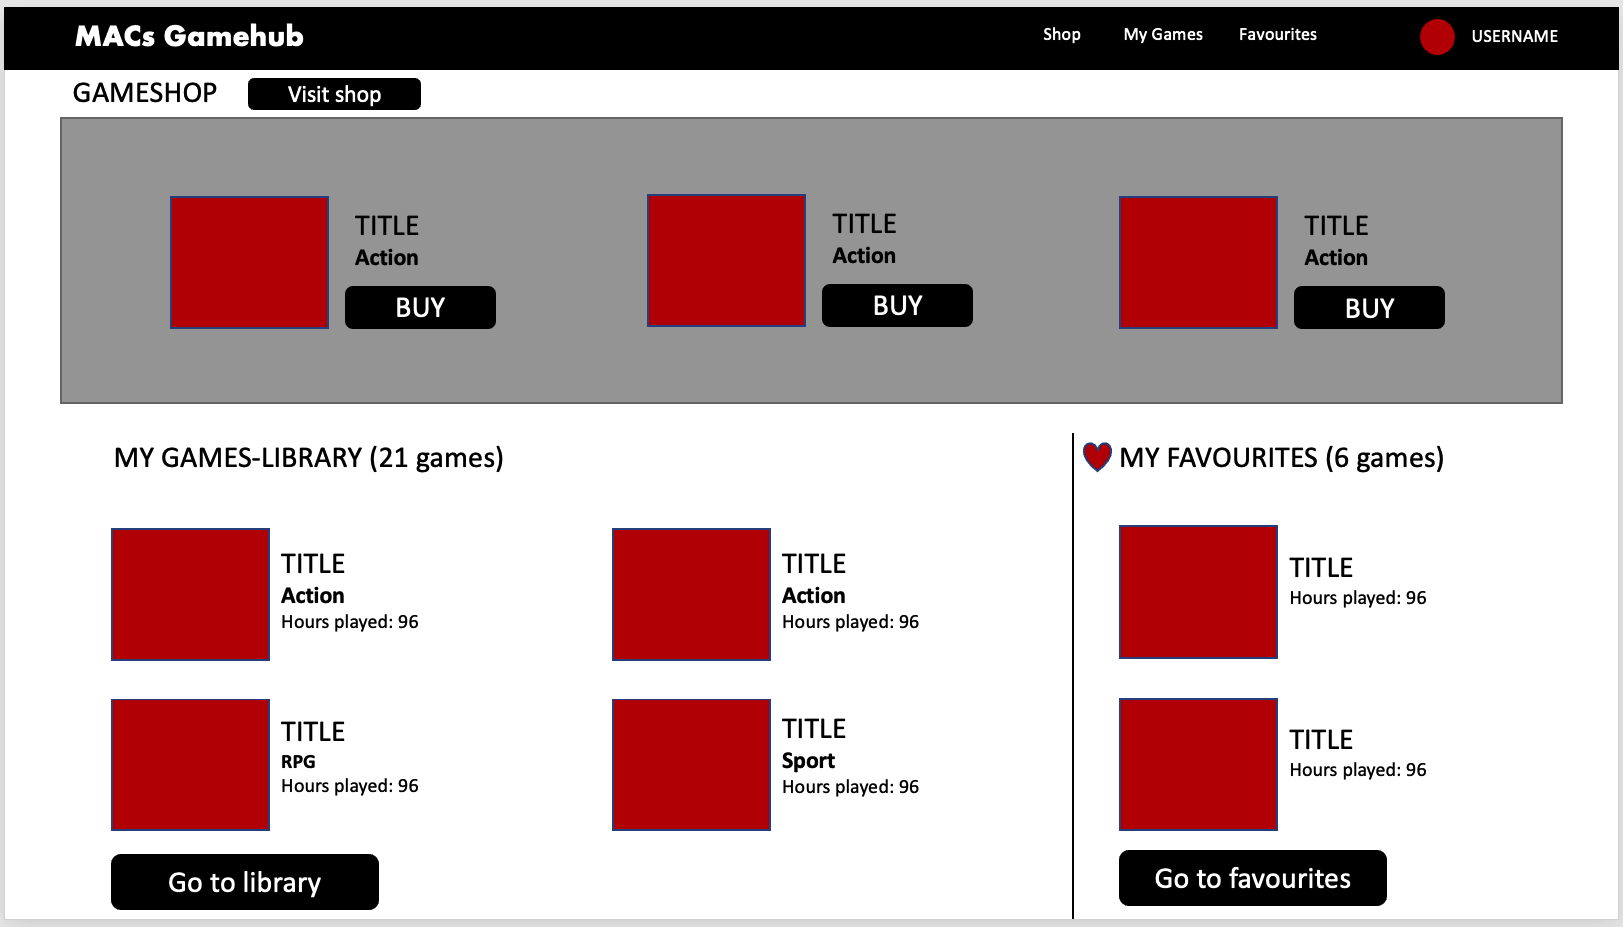 MACs Gamehub
Shop
My Games
Favourites
USERNAME
GAMESHOP
Visit shop
TITLE
Action
BUY
TITLE
Action
BUY
TITLE
Action
BUY
MY GAMES-LIBRARY (21 games)
TITLE
Action
Hours played: 96
TITLE
Action
Hours played: 96
TITLE
RPG
Hours played: 96
TITLE
Sport
Hours played: 96
Go to library
MY FAVOURITES (6 games)
TITLE
Hours played: 96
TITLE
Hours played: 96
Go to favourites